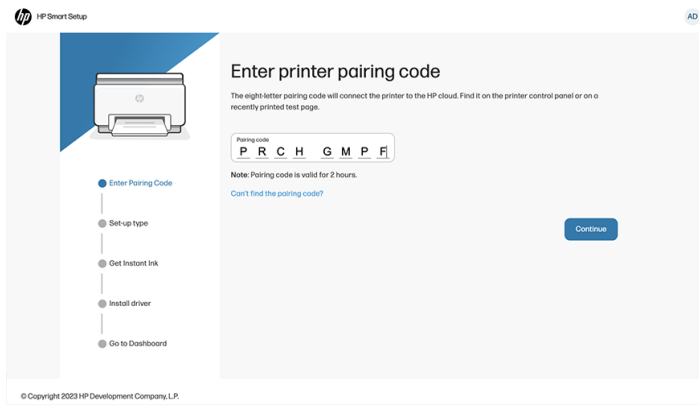 hp HP Smart Setup AD
Enter printer pairing code
The eight-letter pairing code will connect the printer to the HP cloud. Find it on the printer control panel or on a
recently printed test page.
Pairing code
P R C H G M P F
Note: Pairing code is valid for 2 hours.
Can't find the pairing code?
Continue
Enter Pairing Code
Set-up type
Get Instant Ink
Install driver
Go to Dashboard
© Copyright 2023 HP Development Company, L.P.